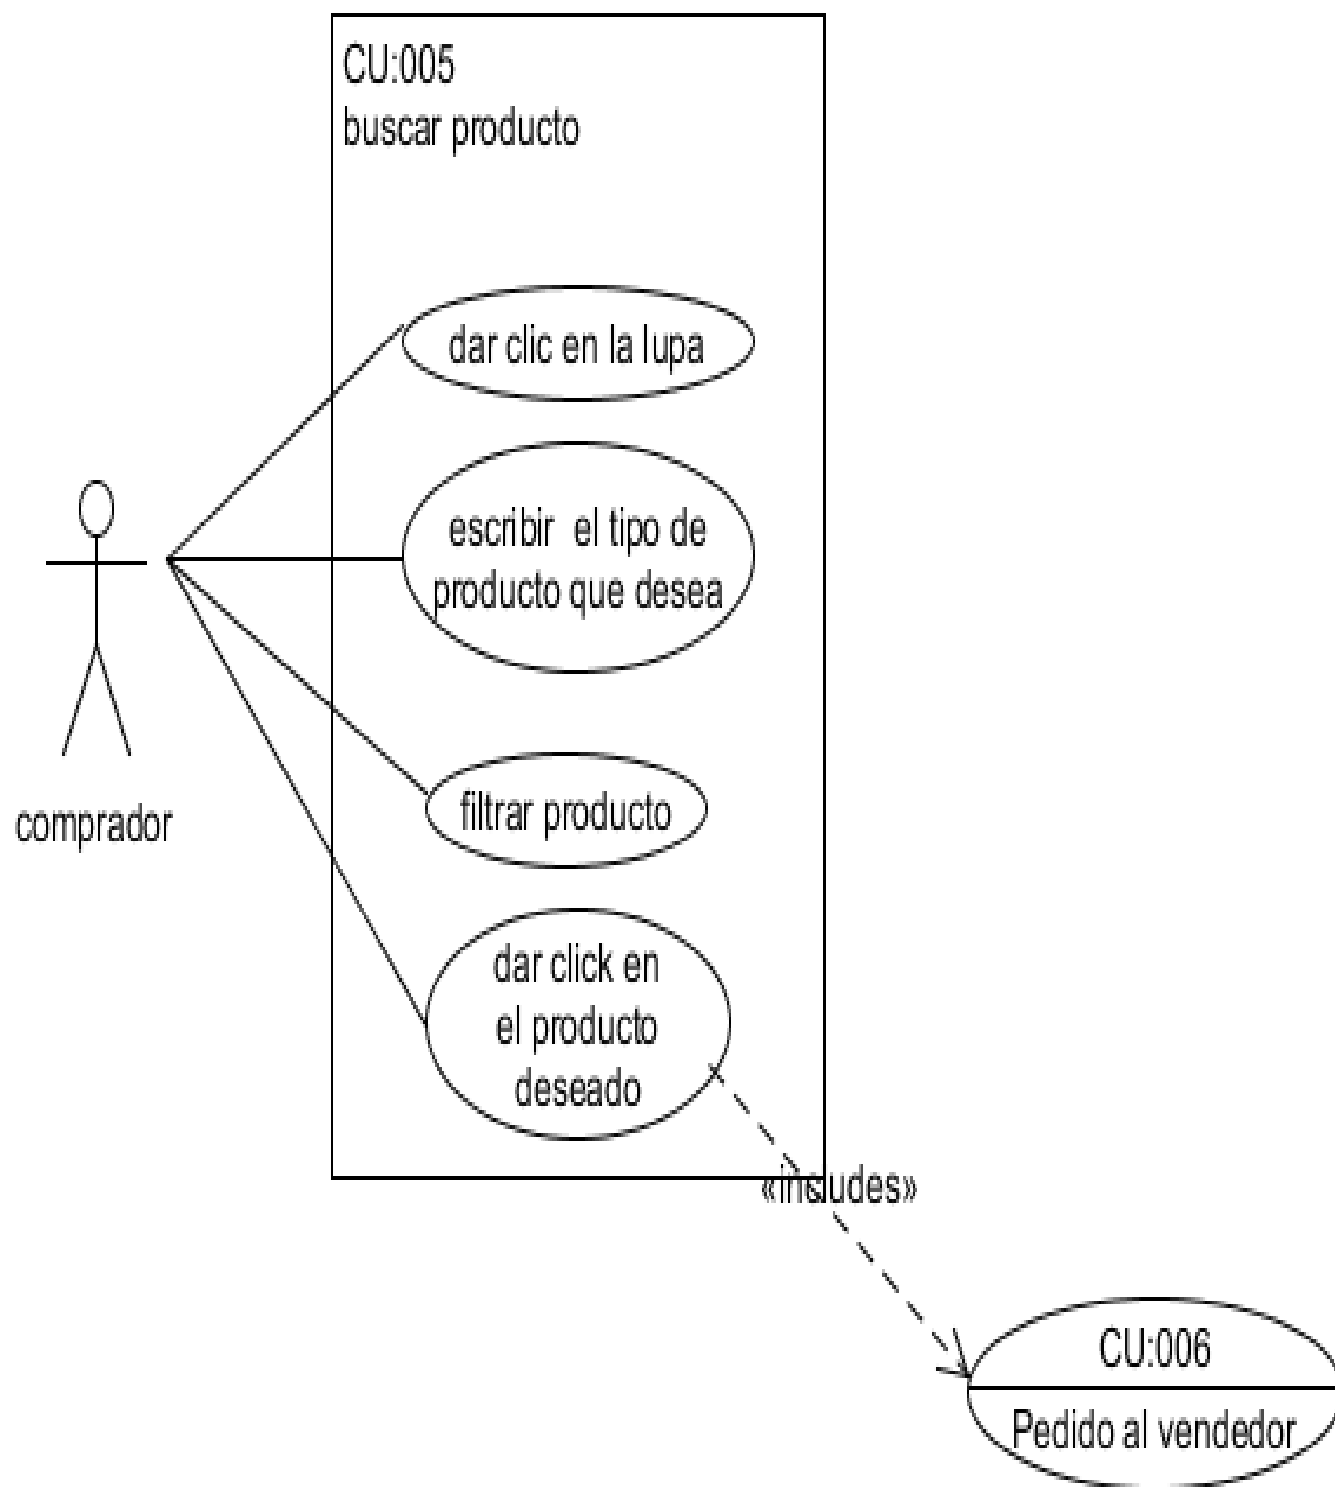 CU:005
buscar producto
dar clic en la lupa
escribir el tipo de
producto que desea
comprador
filtrar producto
dar click en
el producto
deseado
«includes»
CU:006
Pedido al vendedor